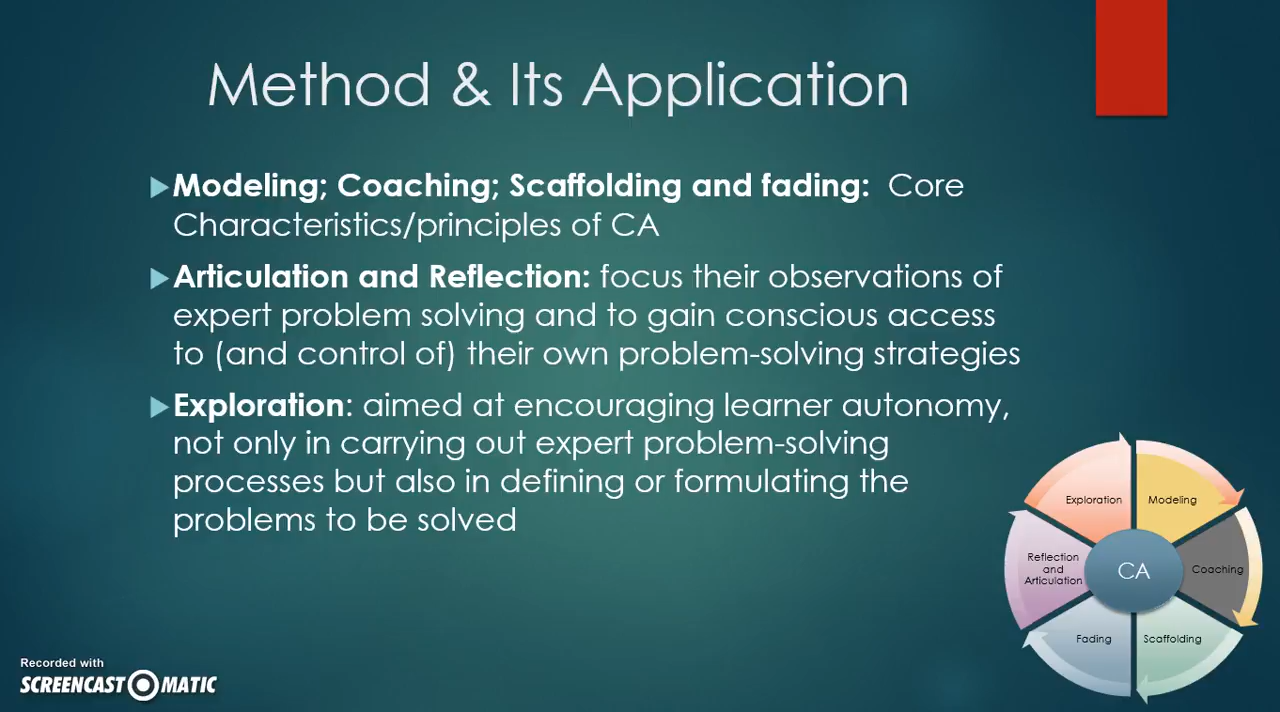 Method & Its Application
Modeling; Coaching; Scaffolding and fading: Core
Characteristics/principles of CA
Articulation and Reflection: focus their observations of
expert problem solving and to gain conscious access
to (and control of) their own problem-solving strategies
Exploration: aimed at encouraging learner autonomy,
not only in carrying out expert problem-solving
processes but also in defining or formulating the
problems to be solved
Exploration
Modeling
Reflection
and
Articulation
CA
Coaching
Fading
Scaffolding
Recorded with
SCREENCAST MATIC